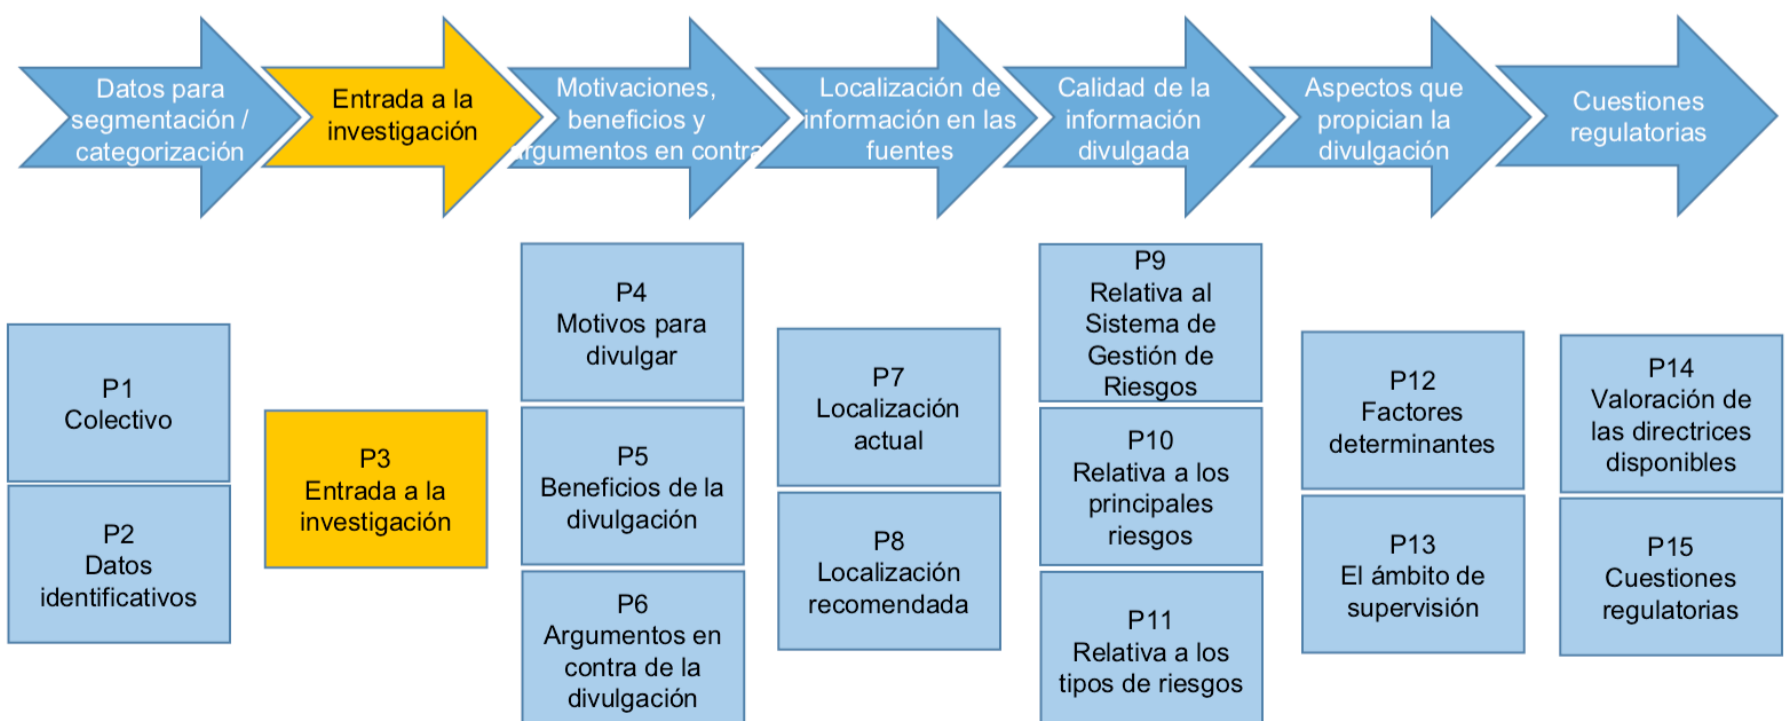 Datos para
segmentación /
categorización
Entrada a la
investigación
Motivaciones,
beneficios y
argumentos en contra
Localización de
información en las
fuentes
Calidad de la
información
divulgada
Aspectos que
propician la
divulgación
Cuestiones
regulatorias
P1
Colectivo
P2
Datos
identificativos
P3
Entrada a la
investigación
P4
Motivos para
divulgar
P5
Beneficios de la
divulgación
P6
Argumentos en
contra de la
divulgación
P7
Localización
actual
P8
Localización
recomendada
P9
Relativa al
Sistema de
Gestión de
Riesgos
P10
Relativa a los
principales
riesgos
P11
Relativa a los
tipos de riesgos
P12
Factores
determinantes
P13
El ámbito de
supervisión
P14
Valoración de
las directrices
disponibles
P15
Cuestiones
regulatorias